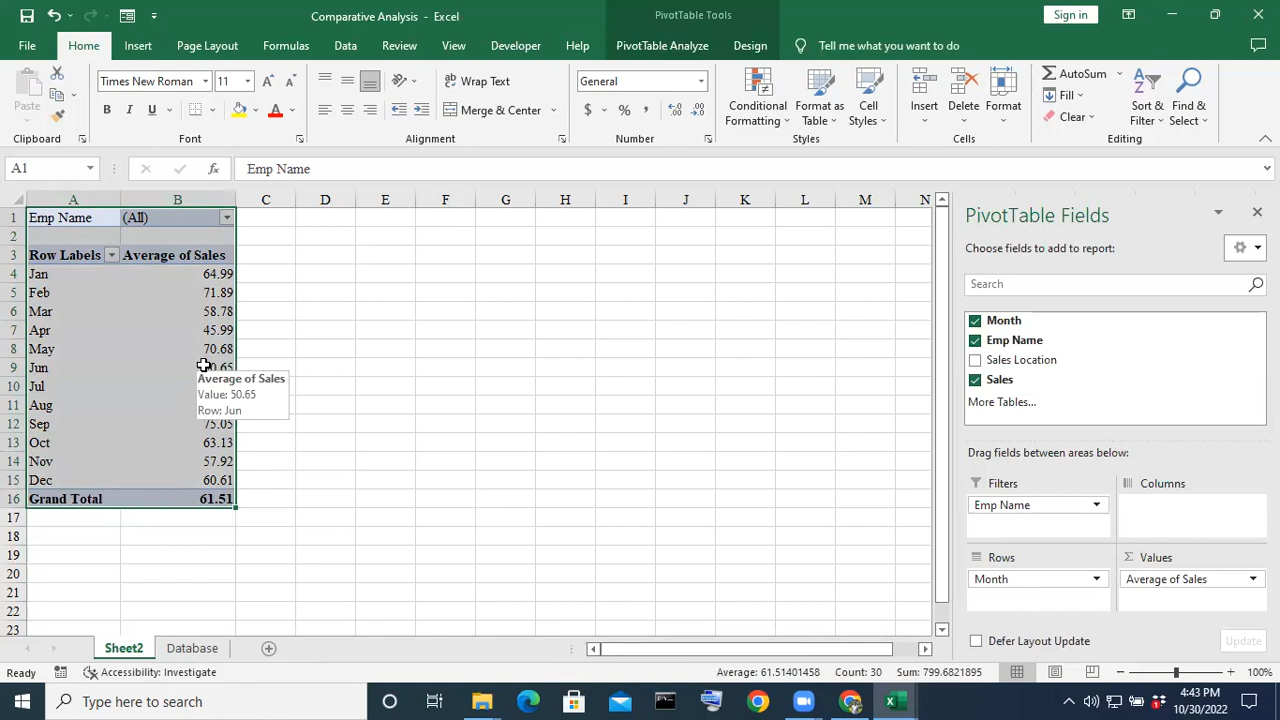 Comparative Analysis - Excel
PivotTable Tools
Sign in
File Home Insert Page Layout Formulas Data Review View Developer Help PivotTable Analyze Design Tell me what you want to do
Paste
Times New Roman 11
B I U
Wrap Text
Merge & Center
General
$ % ,
Conditional Formatting
Format as Table
Cell Styles
Insert Delete Format
AutoSum
Fill
Clear
Sort & Filter
Find & Select
Clipboard Font Alignment Number Styles Cells Editing
A1 fx Emp Name
A B C D E F G H I J K L M N
1 Emp Name (All)
2
3 Row Labels Average of Sales
4 Jan 64.99
5 Feb 71.89
6 Mar 58.78
7 Apr 45.99
8 May 70.68
9 Jun 0.65
10 Jul
11 Aug
12 Sep 75.05
13 Oct 63.13
14 Nov 57.92
15 Dec 60.61
16 Grand Total 61.51
17
18
19
20
21
22
23
Average of Sales
Value: 50.65
Row: Jun
PivotTable Fields
Choose fields to add to report:
Search
Month
Emp Name
Sales Location
Sales
More Tables...
Drag fields between areas below:
Filters
Columns
Emp Name
Rows
Σ Values
Month
Average of Sales
Defer Layout Update
Update
Sheet2 Database
Ready Accessibility: Investigate Average: 61.51401458 Count: 30 Sum: 799.6821895 100%
Type here to search
4:43 PM
10/30/2022